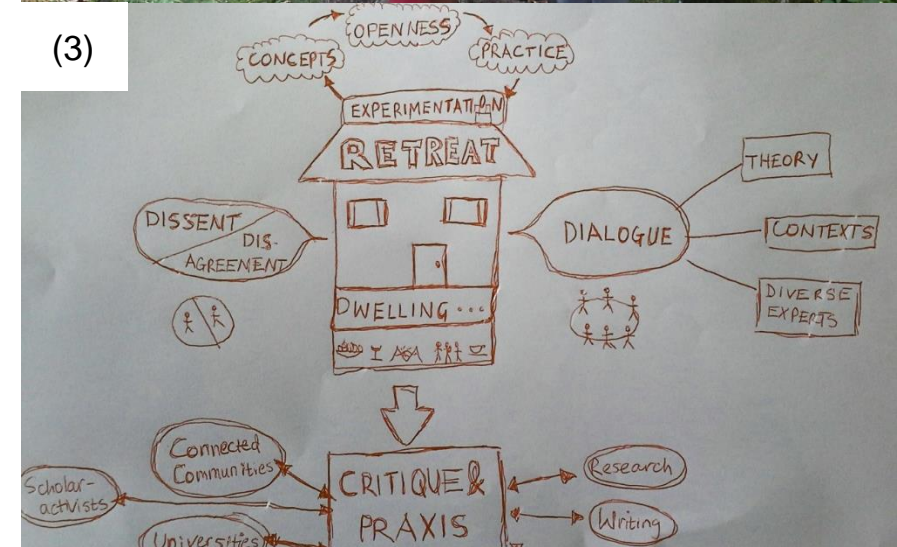 (3)
OPENNESS
CONCEPTS
PRACTICE
EXPERIMENTATION
RETREAT
THEORY
DISSENT
DIS-
AGREEMENT
DIALOGUE
CONTEXTS
DIVERSE
EXPERTS
DWELLING...
Connected
Communities
Scholar-
activists
Universities
CRITIQUE &
PRAXIS
Research
Writing